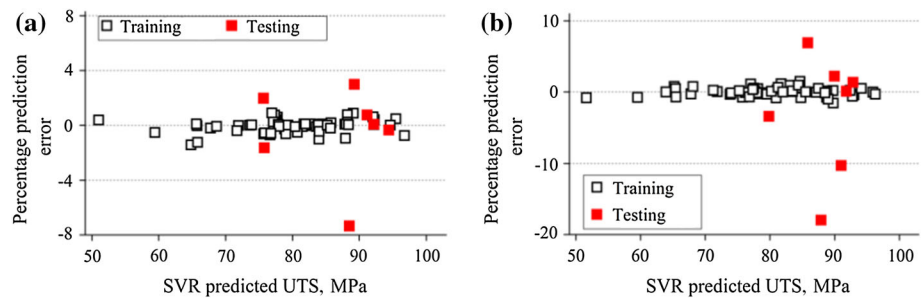 (a)
8
Training Testing
4
0
-4
-8
Percentage prediction
error
50 60 70 80 90 100
SVR predicted UTS, MPa
(b)
10
0
-10
-20
Percentage prediction
error
Training
Testing
50 60 70 80 90 100
SVR predicted UTS, MPa